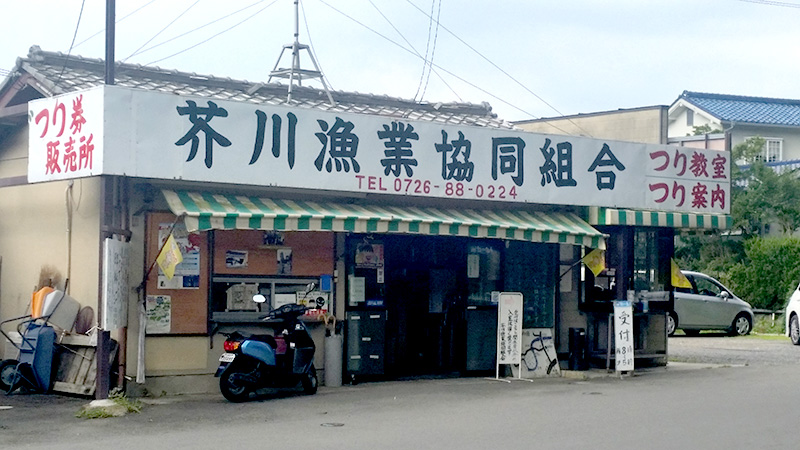 つり券
販売所
芥川漁業協同組合
TEL 0726-88-0224
つり教室
つり案内
受付